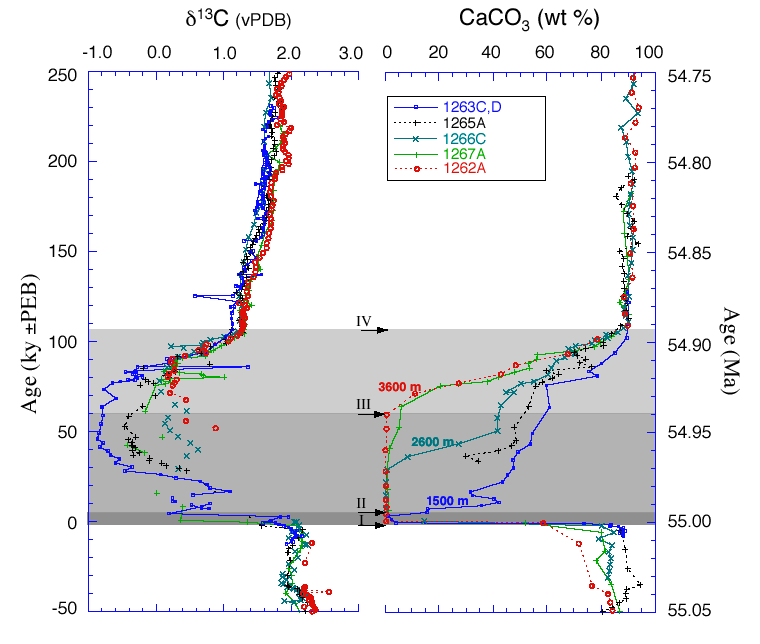 δ¹³C (vPDB)
CaCO₃ (wt %)
-1.0 0.0 1.0 2.0 3.0
0 20 40 60 80 100
250
200
150
100
50
0
-50
Age (ky ±PEB)
1263C,D
1265A
1266C
1267A
1262A
IV
III
II
I
3600 m
2600 m
1500 m
54.75
54.80
54.85
54.90
54.95
55.00
55.05
Age (Ma)